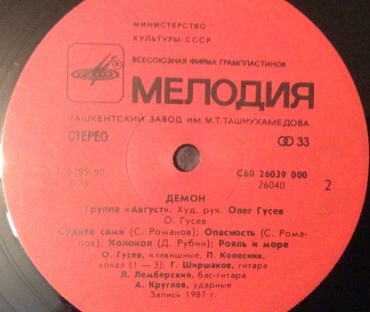 МИНИСТЕРСТВО
КУЛЬТУРЫ СССР
ВСЕСОЮЗНАЯ ФИРМА ГРАМПЛАСТИНОК
МЕЛОДИЯ
ТАШКЕНТСКИЙ ЗАВОД ИМ. М.Т. ТАШМУХАМЕДОВА
СТЕРЕО 33
С60 26039 000
26040 2
ДЕМОН
Группа «Август». Худ. рук. Олег Гусев
О. Гусев
Судите сами (С. Романов); Опасность (С. Рома-
нов); Колокол (Д. Рубин); Рояль и море
О. Гусев, клавишные; П. Колесник,
вокал (1—3); Г. Ширшаков, гитара
Л. Лемберский, бас-гитара
А. Круглов, ударные
Запись 1987 г.